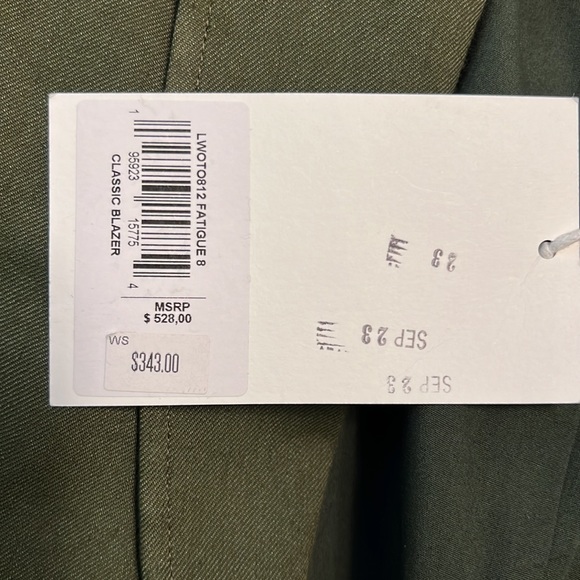 LWOTO812 FATIGUE 8
1 95923 15775 4
CLASSIC BLAZER
MSRP
$ 528,00
WS
$343.00
23
SEP 23
SEP 23